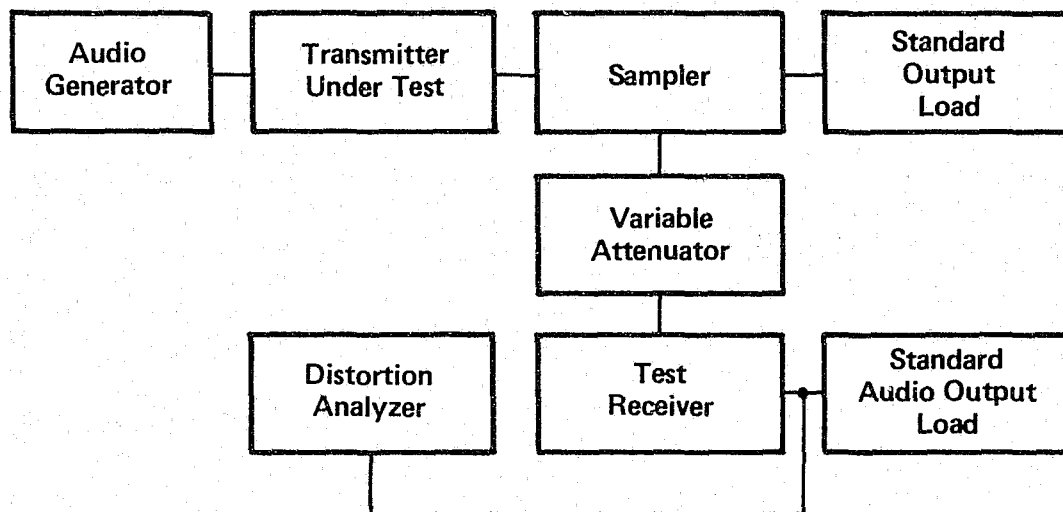 Audio
Generator
Transmitter
Under Test
Sampler
Standard
Output
Load
Variable
Attenuator
Distortion
Analyzer
Test
Receiver
Standard
Audio Output
Load